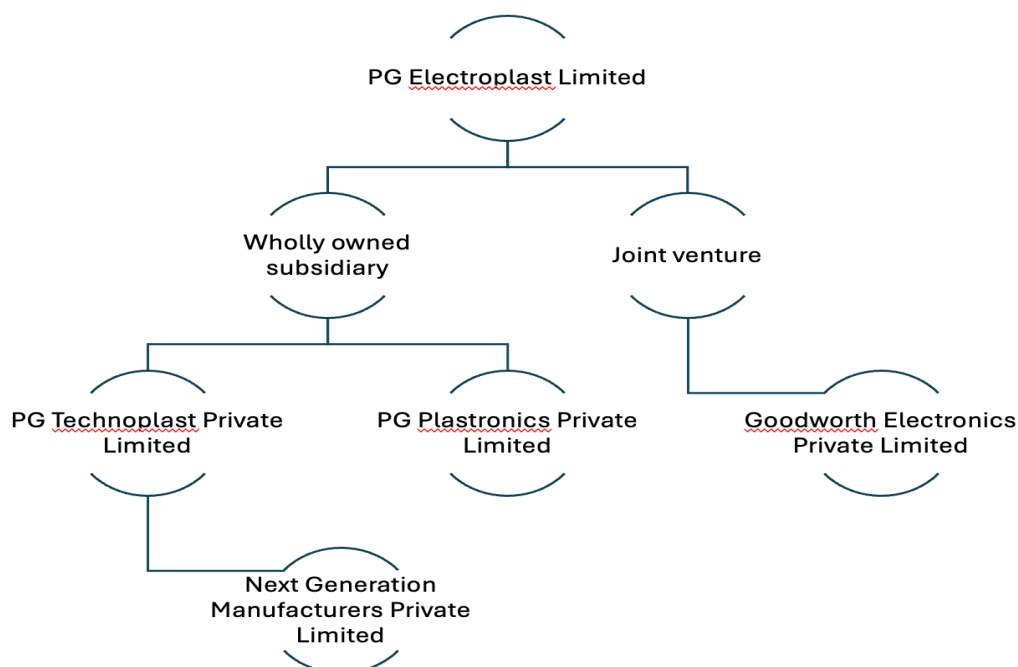 PG Electroplast Limited
Wholly owned
subsidiary
Joint venture
PG Technoplast Private
Limited
PG Plastronics Private
Limited
Goodworth Electronics
Private Limited
Next Generation
Manufacturers Private
Limited